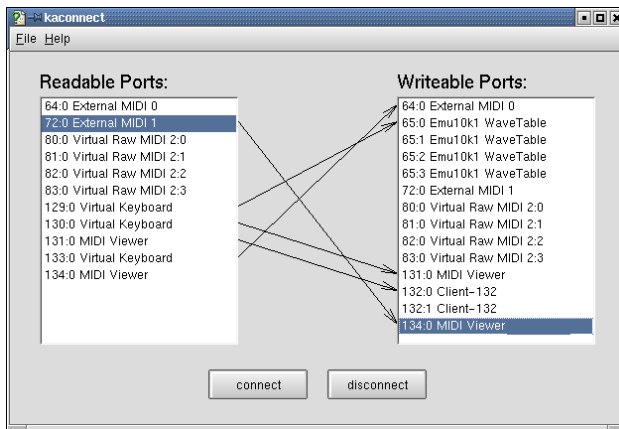 kaconnect
File Help
Readable Ports:
64:0 External MIDI 0
72:0 External MIDI 1
80:0 Virtual Raw MIDI 2:0
81:0 Virtual Raw MIDI 2:1
82:0 Virtual Raw MIDI 2:2
83:0 Virtual Raw MIDI 2:3
129:0 Virtual Keyboard
130:0 Virtual Keyboard
131:0 MIDI Viewer
133:0 Virtual Keyboard
134:0 MIDI Viewer
Writeable Ports:
64:0 External MIDI 0
65:0 Emu10k1 WaveTable
65:1 Emu10k1 WaveTable
65:2 Emu10k1 WaveTable
65:3 Emu10k1 WaveTable
72:0 External MIDI 1
80:0 Virtual Raw MIDI 2:0
81:0 Virtual Raw MIDI 2:1
82:0 Virtual Raw MIDI 2:2
83:0 Virtual Raw MIDI 2:3
131:0 MIDI Viewer
132:0 Client-132
132:1 Client-132
134:0 MIDI Viewer
connect
disconnect